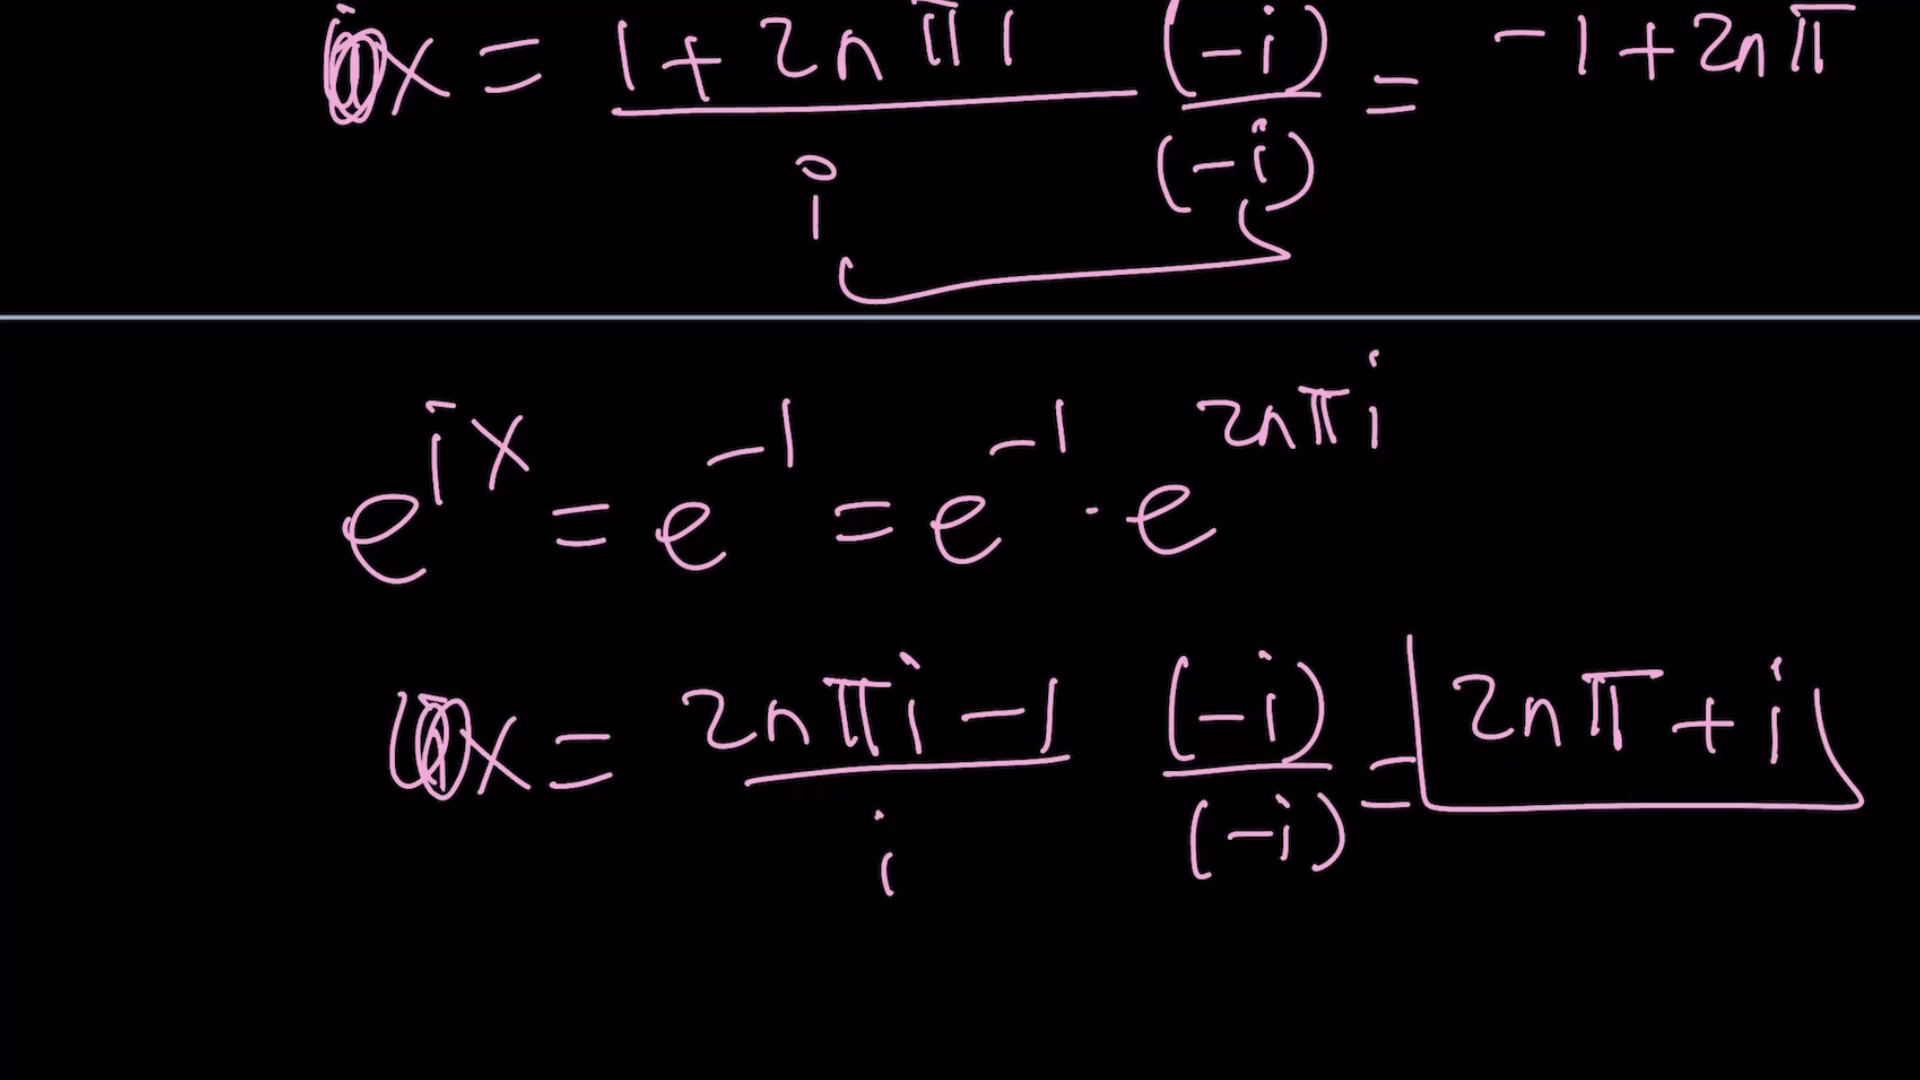 x = 1 + 2nπi (-i) = -1 + 2nπ
i (-i)
e^{ix} = e^{-1} = e^{-1} · e^{2nπi}
x = 2nπi - 1 (-i) = 2nπ + i
i (-i)